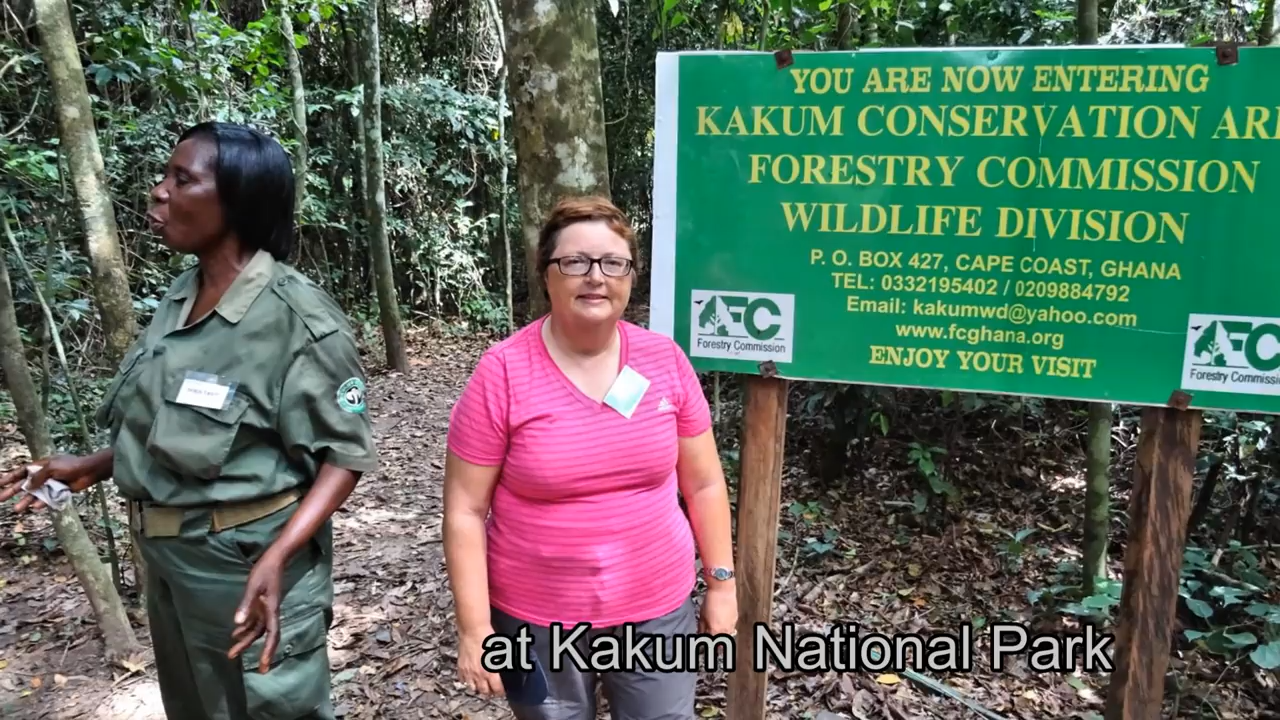 YOU ARE NOW ENTERING
KAKUM CONSERVATION AR
FORESTRY COMMISSION
WILDLIFE DIVISION
P. O. BOX 427, CAPE COAST, GHANA
TEL: 0332195402 / 0209884792
Email: kakumwd@yahoo.com
www.fcghana.org
ENJOY YOUR VISIT
FC
Forestry Commission
FC
Forestry Commissio
adidas
at Kakum National Park